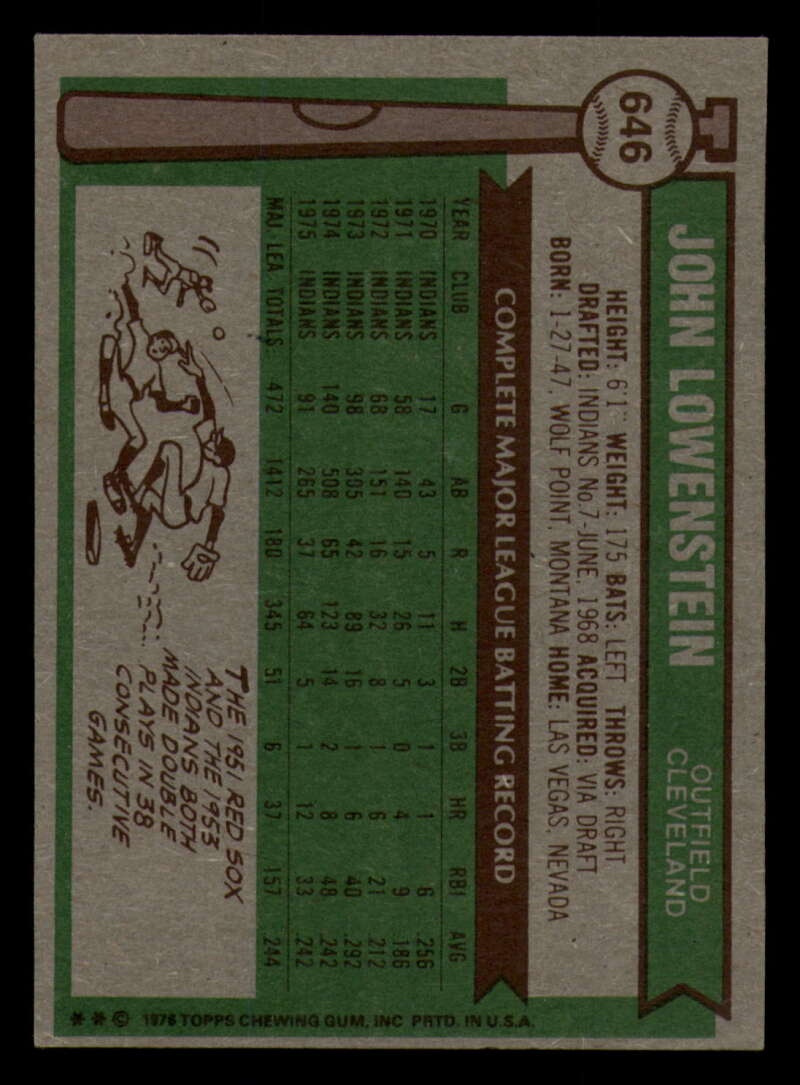 646
JOHN LOWENSTEIN
OUTFIELD
CLEVELAND
HEIGHT: 6'1" WEIGHT: 175 BATS: LEFT THROWS: RIGHT
DRAFTED: INDIANS No.7-JUNE, 1968 ACQUIRED: VIA DRAFT
BORN: 1-27-47, WOLF POINT, MONTANA HOME: LAS VEGAS, NEVADA
COMPLETE MAJOR LEAGUE BATTING RECORD
YEAR CLUB G AB R H 2B 3B HR RBI AVG
1970 INDIANS 17 43 5 11 3 1 1 6 .256
1971 INDIANS 58 140 15 26 5 0 4 9 .186
1972 INDIANS 68 151 16 32 8 1 6 21 .212
1973 INDIANS 98 305 42 89 16 1 6 40 .292
1974 INDIANS 140 508 65 123 14 2 8 48 .242
1975 INDIANS 91 265 37 64 5 1 12 33 .242
MAJ. LEA. TOTALS: 472 1412 180 345 51 6 37 157 .244
THE 1951 RED SOX
AND THE 1953
INDIANS BOTH
MADE DOUBLE
PLAYS IN 38
CONSECUTIVE
GAMES.
* * © 1976 TOPPS CHEWING GUM, INC PRTD. IN U.S.A.